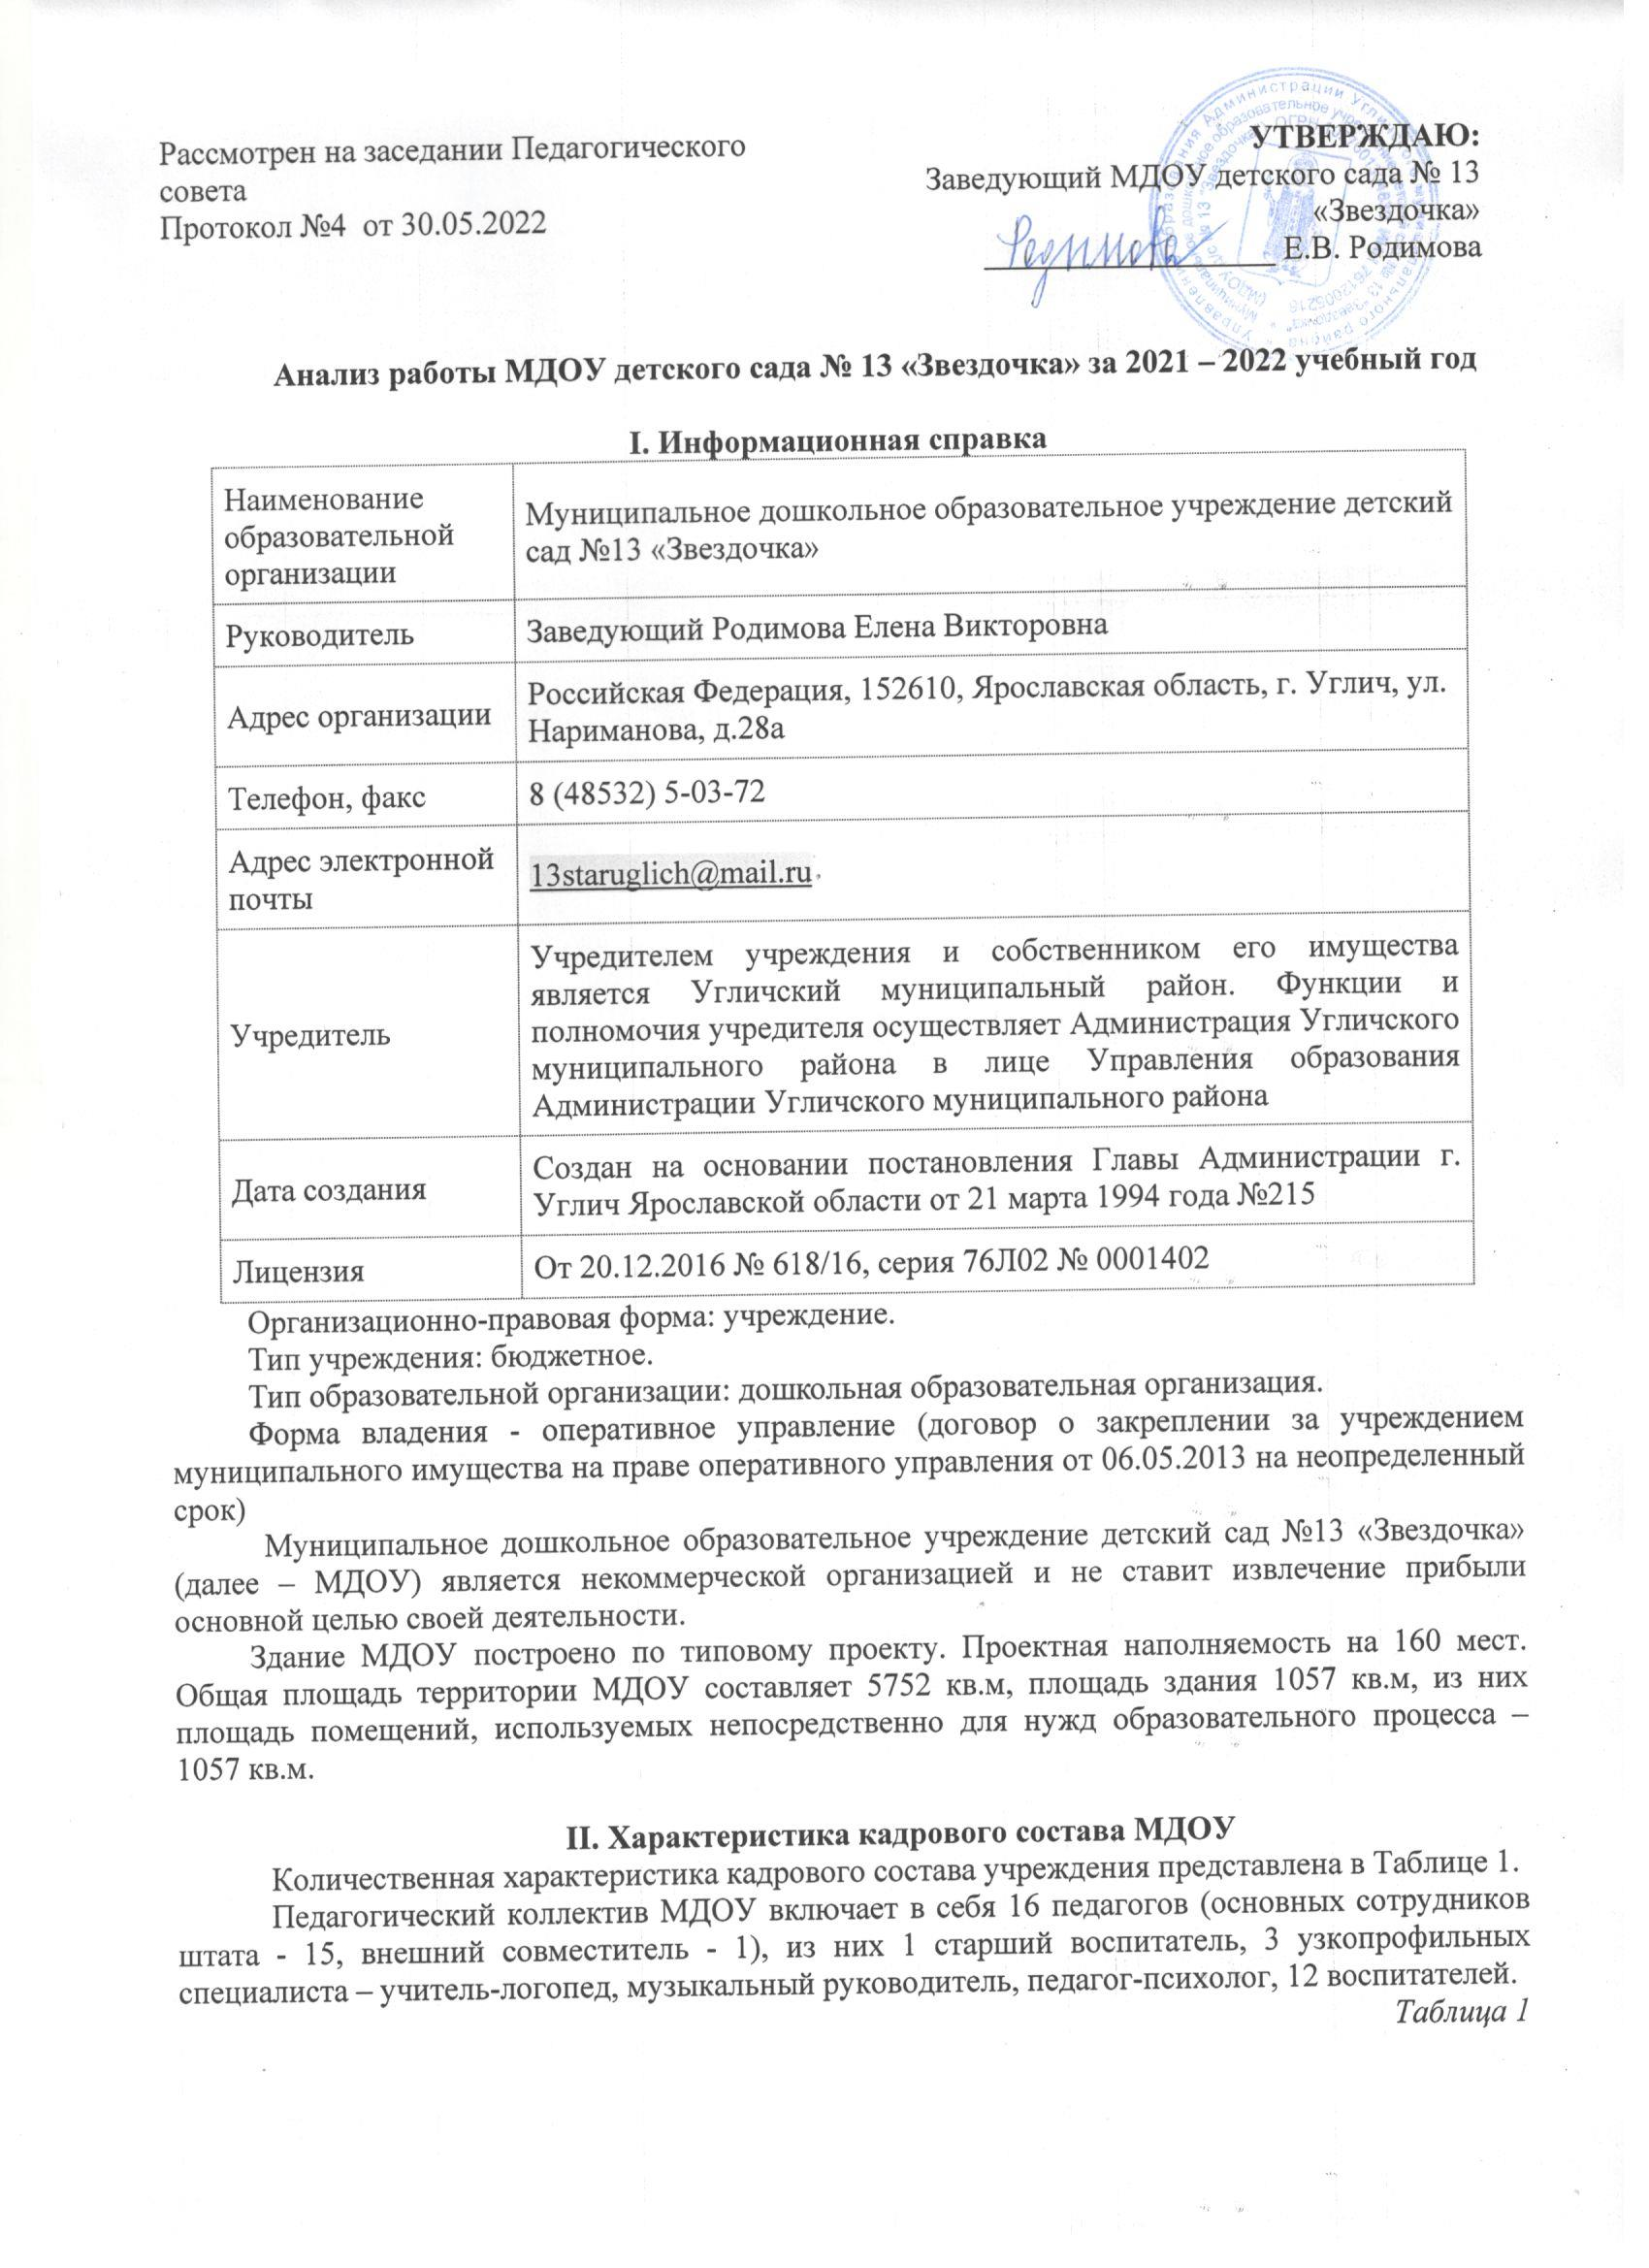 Рассмотрен на заседании Педагогического
совета
Протокол №4  от 30.05.2022
УТВЕРЖДАЮ:
Заведующий МДОУ детского сада № 13
«Звездочка»
Родимова Е.В. Родимова
Анализ работы МДОУ детского сада № 13 «Звездочка» за 2021 – 2022 учебный год
I. Информационная справка
Наименование
образовательной
организации
Муниципальное дошкольное образовательное учреждение детский
сад №13 «Звездочка»
Руководитель
Заведующий Родимова Елена Викторовна
Адрес организации
Российская Федерация, 152610, Ярославская область, г. Углич, ул.
Нариманова, д.28а
Телефон, факс
8 (48532) 5-03-72
Адрес электронной
почты
13staruglich@mail.ru
Учредитель
Учредителем учреждения и собственником его имущества
является Угличский муниципальный район. Функции и
полномочия учредителя осуществляет Администрация Угличского
муниципального района в лице Управления образования
Администрации Угличского муниципального района
Дата создания
Создан на основании постановления Главы Администрации г.
Углич Ярославской области от 21 марта 1994 года №215
Лицензия
От 20.12.2016 № 618/16, серия 76Л02 № 0001402
Организационно-правовая форма: учреждение.
Тип учреждения: бюджетное.
Тип образовательной организации: дошкольная образовательная организация.
Форма владения - оперативное управление (договор о закреплении за учреждением
муниципального имущества на праве оперативного управления от 06.05.2013 на неопределенный
срок)
Муниципальное дошкольное образовательное учреждение детский сад №13 «Звездочка»
(далее – МДОУ) является некоммерческой организацией и не ставит извлечение прибыли
основной целью своей деятельности.
Здание МДОУ построено по типовому проекту. Проектная наполняемость на 160 мест.
Общая площадь территории МДОУ составляет 5752 кв.м, площадь здания 1057 кв.м, из них
площадь помещений, используемых непосредственно для нужд образовательного процесса –
1057 кв.м.
II. Характеристика кадрового состава МДОУ
Количественная характеристика кадрового состава учреждения представлена в Таблице 1.
Педагогический коллектив МДОУ включает в себя 16 педагогов (основных сотрудников
штата - 15, внешний совместитель - 1), из них 1 старший воспитатель, 3 узкопрофильных
специалиста – учитель-логопед, музыкальный руководитель, педагог-психолог, 12 воспитателей.
Таблица 1